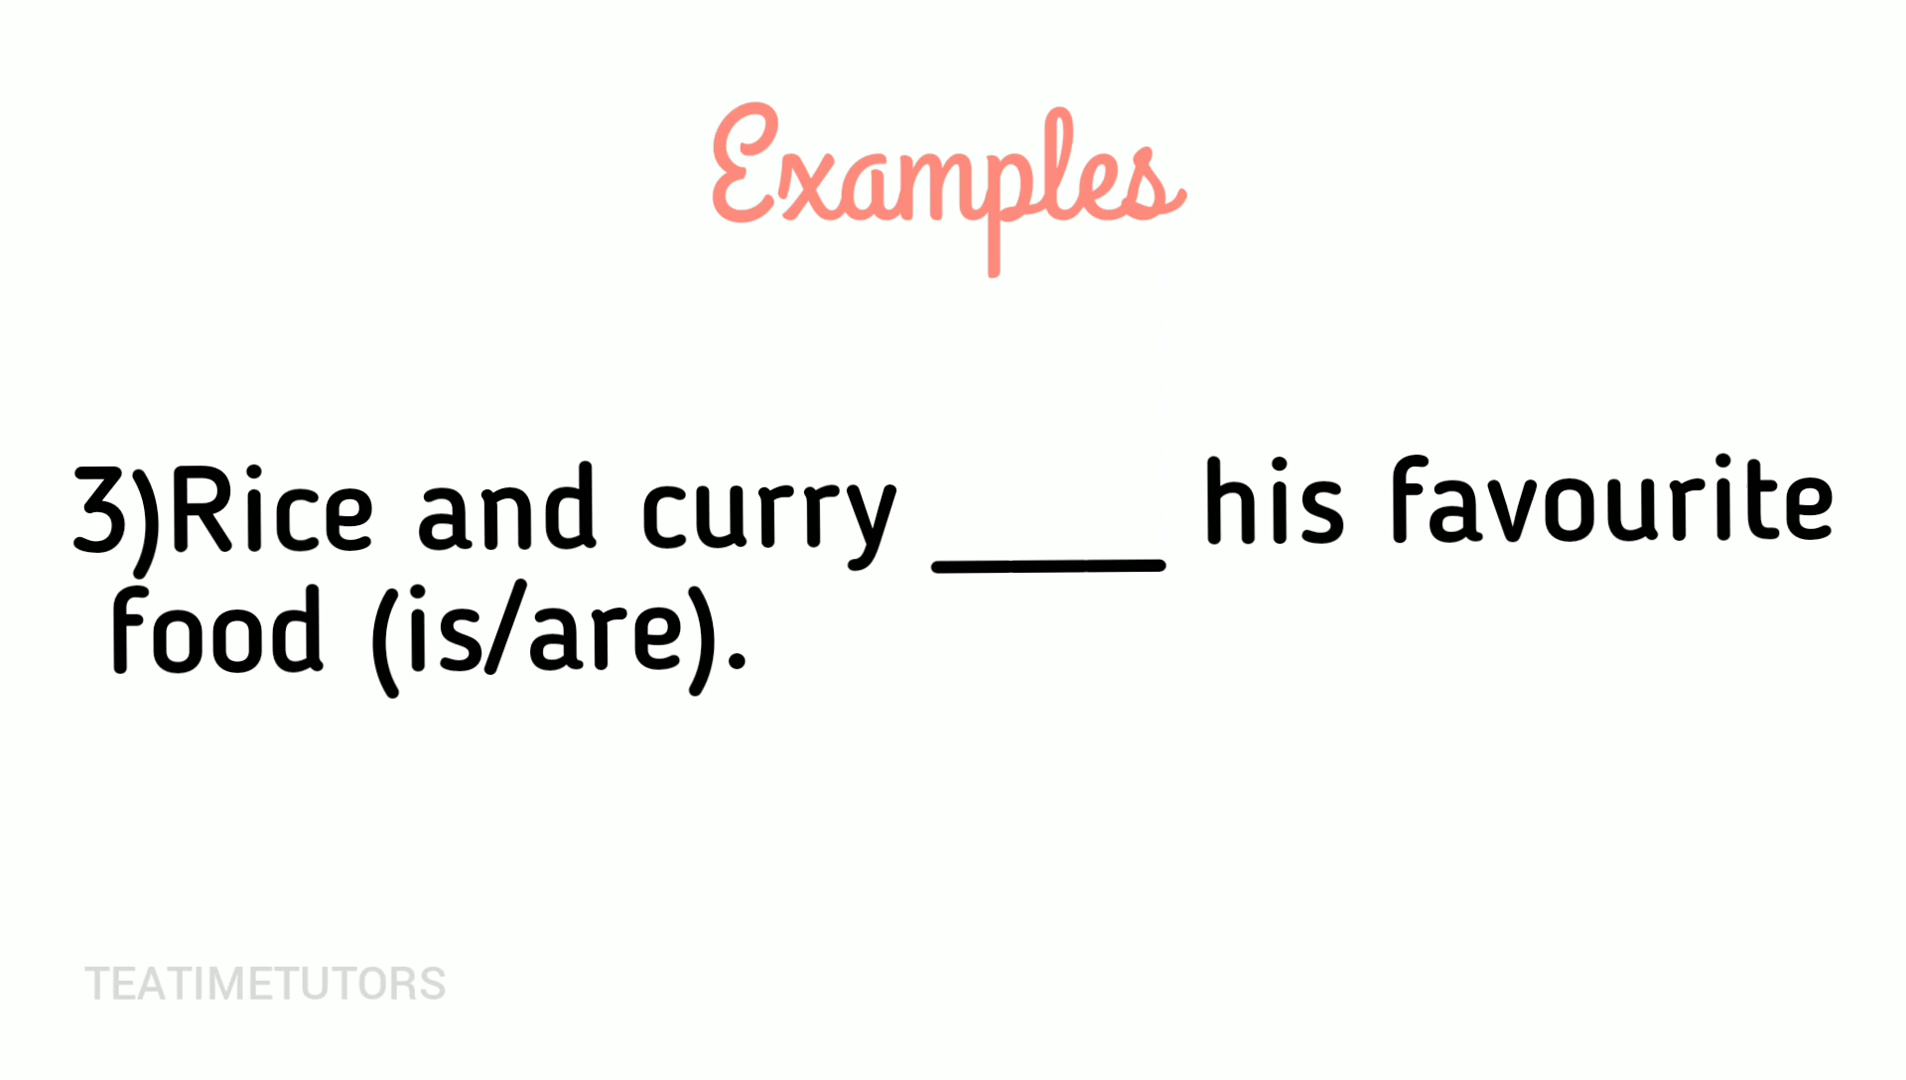 Examples
3)Rice and curry ____ his favourite
food (is/are).
TEATIMETUTORS